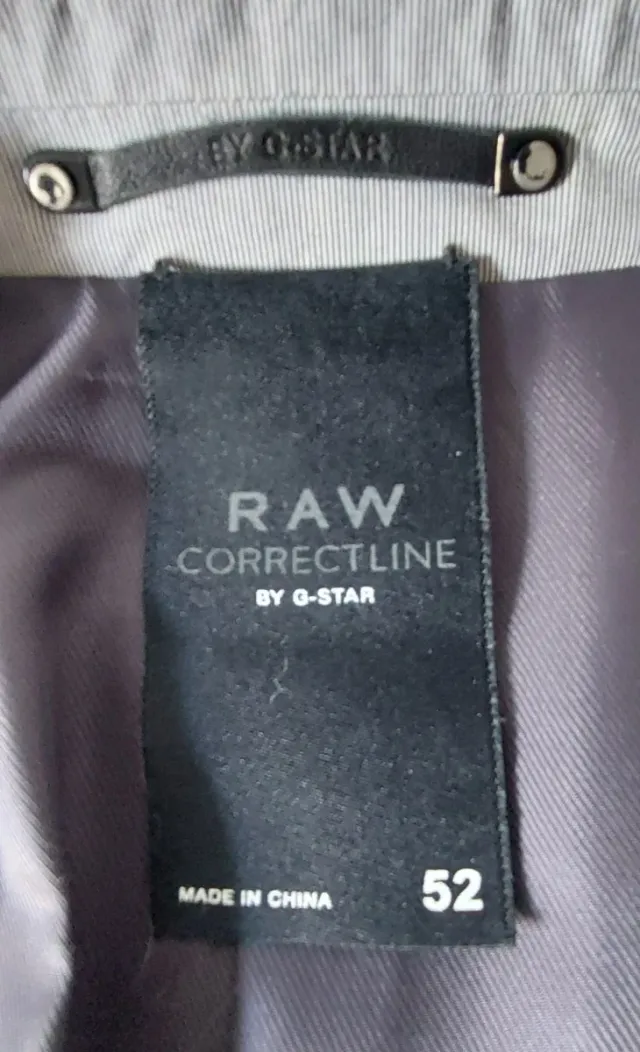 BY G-STAR
RAW
CORRECTLINE
BY G-STAR
MADE IN CHINA
52